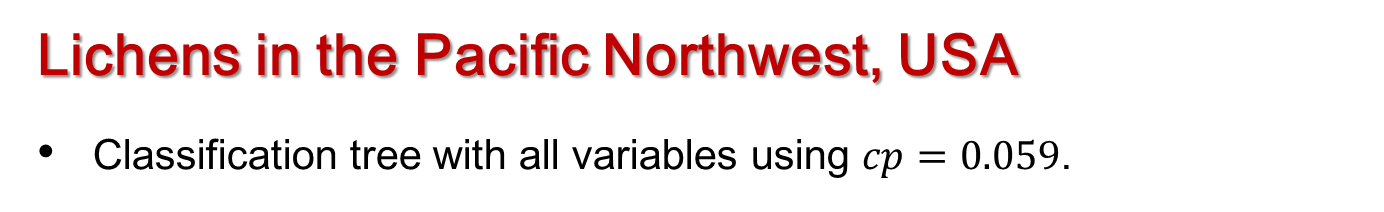 Lichens in the Pacific Northwest, USA
• Classification tree with all variables using cp = 0.059.